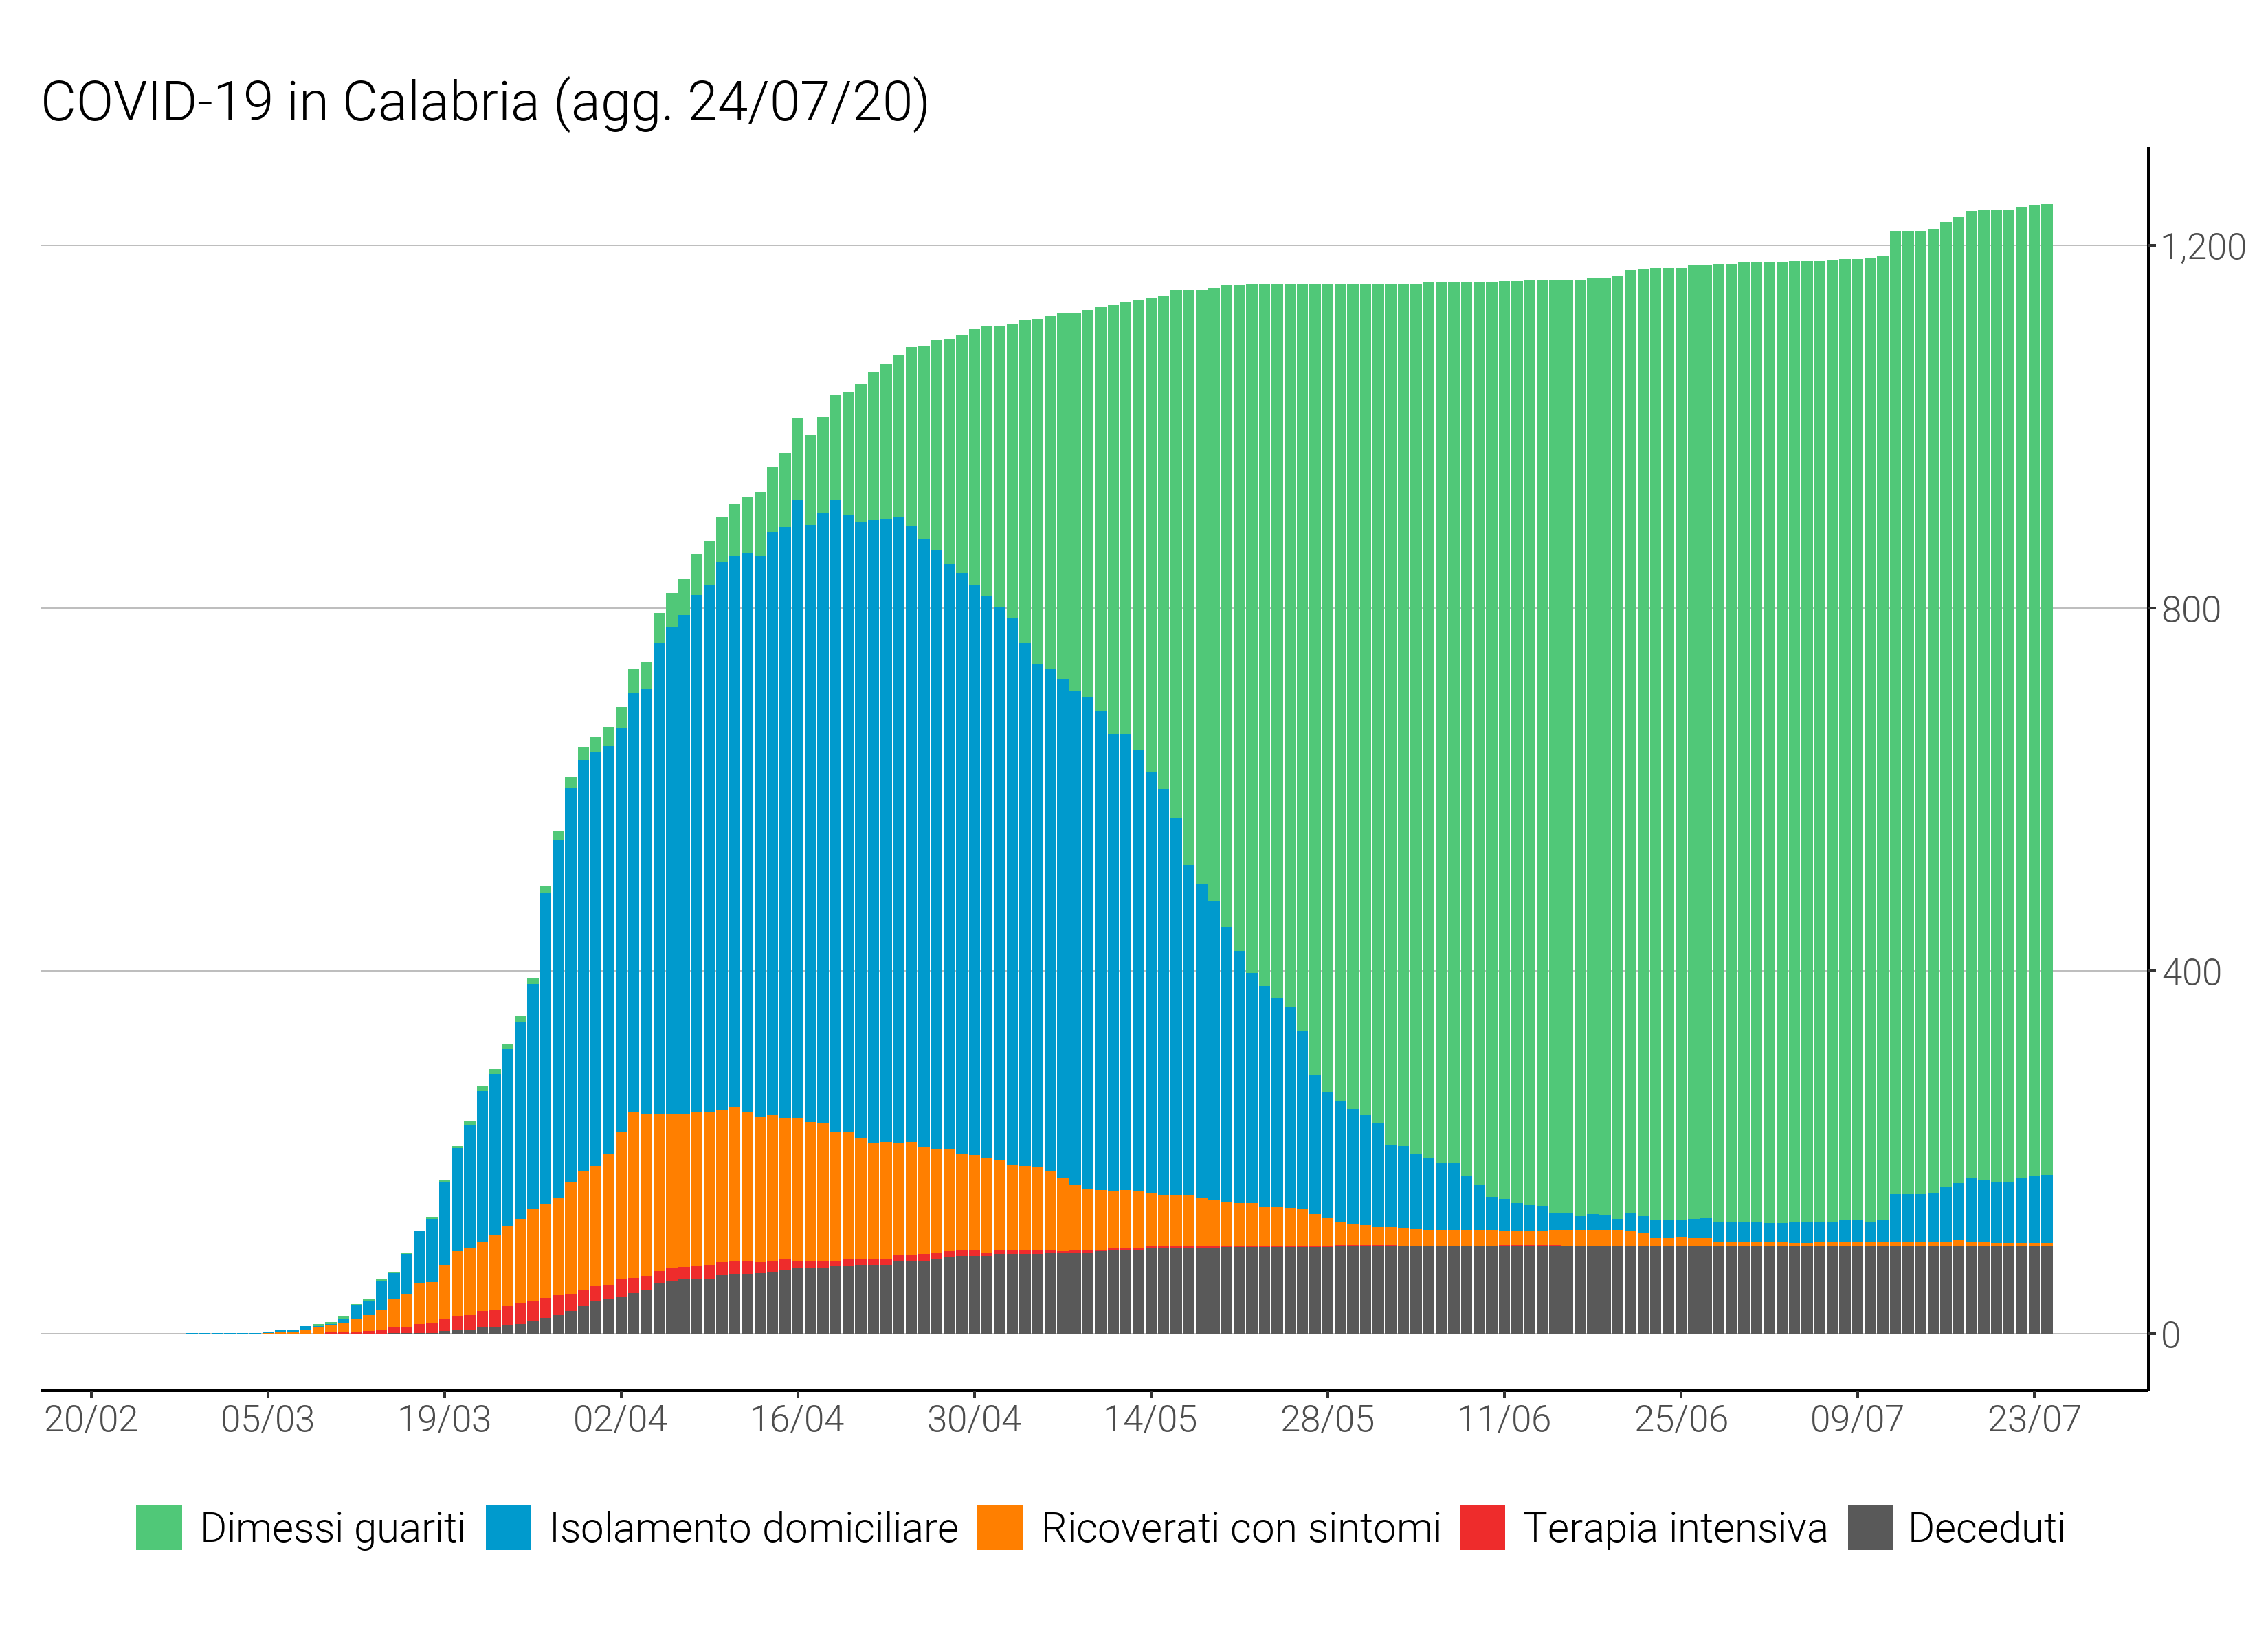 COVID-19 in Calabria (agg. 24/07/20)
1,200
800
400
0
20/02 05/03 19/03 02/04 16/04 30/04 14/05 28/05 11/06 25/06 09/07 23/07
Dimessi guariti Isolamento domiciliare Ricoverati con sintomi Terapia intensiva Deceduti